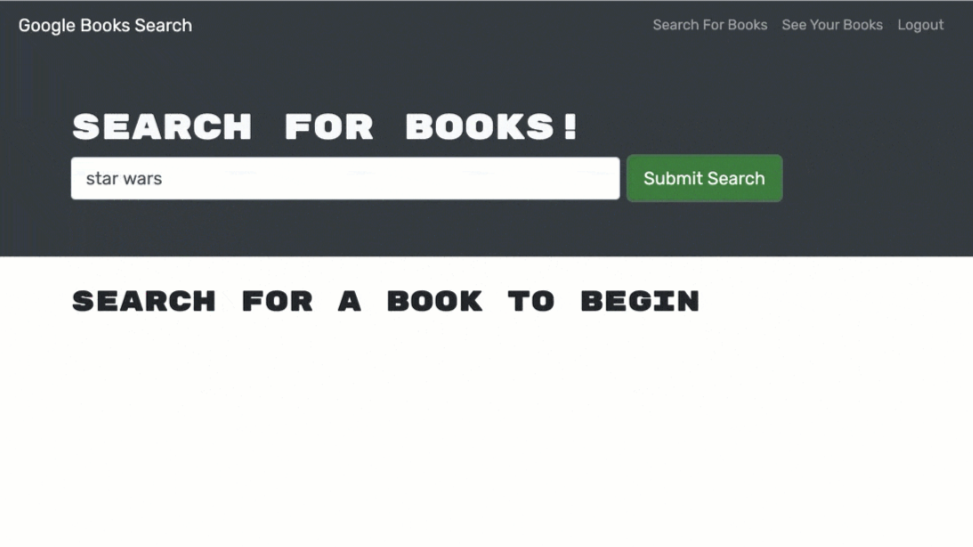 Google Books Search
Search For Books See Your Books Logout
SEARCH FOR BOOKS!
star wars
Submit Search
SEARCH FOR A BOOK TO BEGIN